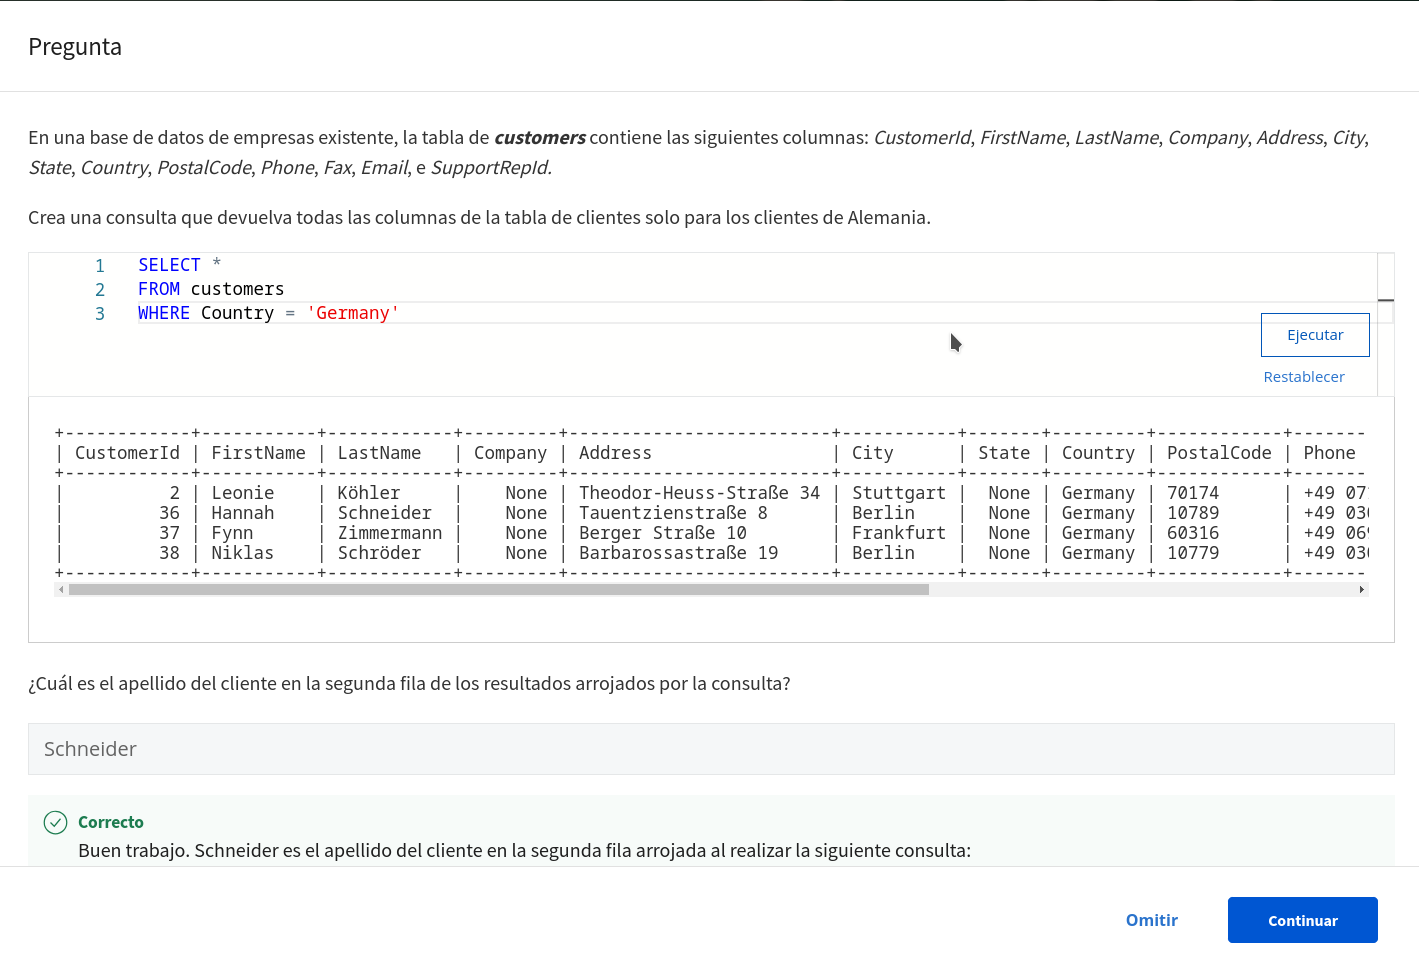 Pregunta
En una base de datos de empresas existente, la tabla de customers contiene las siguientes columnas: CustomerId, FirstName, LastName, Company, Address, City,
State, Country, PostalCode, Phone, Fax, Email, e SupportRepId.
Crea una consulta que devuelva todas las columnas de la tabla de clientes solo para los clientes de Alemania.
1 SELECT *
2 FROM customers
3 WHERE Country = 'Germany'
Ejecutar
Restablecer
+------------+-----------+------------+---------+-------------------------+-----------+-------+---------+------------+-------
| CustomerId | FirstName | LastName   | Company | Address                 | City      | State | Country | PostalCode | Phone
+------------+-----------+------------+---------+-------------------------+-----------+-------+---------+------------+-------
|          2 | Leonie    | Köhler     |    None | Theodor-Heuss-Straße 34 | Stuttgart |  None | Germany | 70174      | +49 07
|         36 | Hannah    | Schneider  |    None | Tauentzienstraße 8      | Berlin    |  None | Germany | 10789      | +49 030
|         37 | Fynn      | Zimmermann |    None | Berger Straße 10        | Frankfurt |  None | Germany | 60316      | +49 069
|         38 | Niklas    | Schröder   |    None | Barbarossastraße 19     | Berlin    |  None | Germany | 10779      | +49 030
+------------+-----------+------------+---------+-------------------------+-----------+-------+---------+------------+-------
¿Cuál es el apellido del cliente en la segunda fila de los resultados arrojados por la consulta?
Schneider
Correcto
Buen trabajo. Schneider es el apellido del cliente en la segunda fila arrojada al realizar la siguiente consulta:
Omitir
Continuar